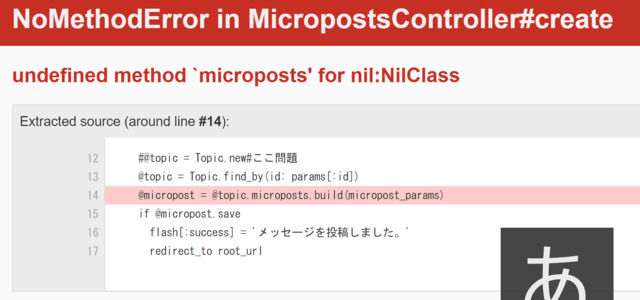 NoMethodError in MicropostsController#create
undefined method `microposts' for nil:NilClass
Extracted source (around line #14):
12 #@topic = Topic.new#ここ問題
13 @topic = Topic.find_by(id: params[:id])
14 @micropost = @topic.microposts.build(micropost_params)
15 if @micropost.save
16 flash[:success] = 'メッセージを投稿しました。'
17 redirect_to root_url
あ